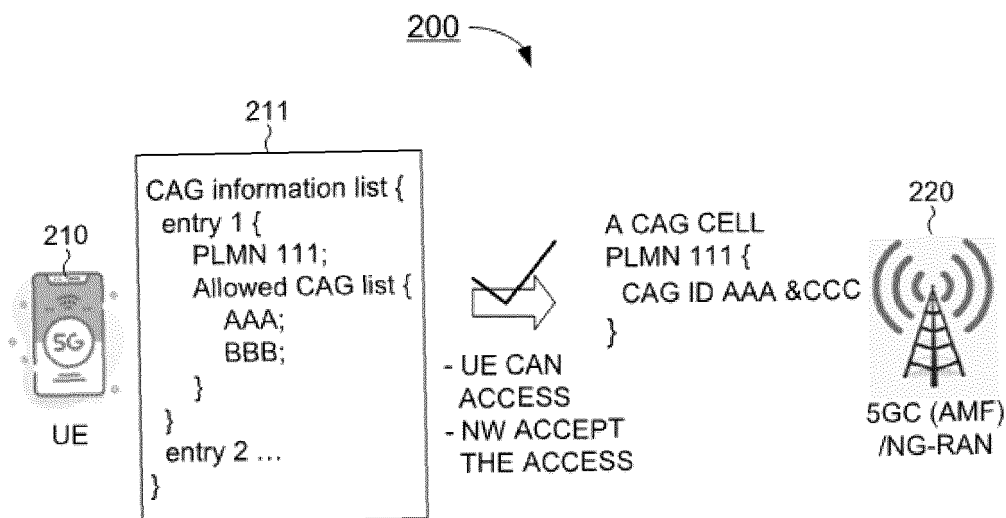 200
211
CAG information list {
entry 1 {
PLMN 111;
Allowed CAG list {
AAA;
BBB;
}
}
entry 2 ...
}
210
5G
UE
- UE CAN
ACCESS
- NW ACCEPT
THE ACCESS
A CAG CELL
PLMN 111 {
CAG ID AAA &CCC
}
220
5GC (AMF)
/NG-RAN